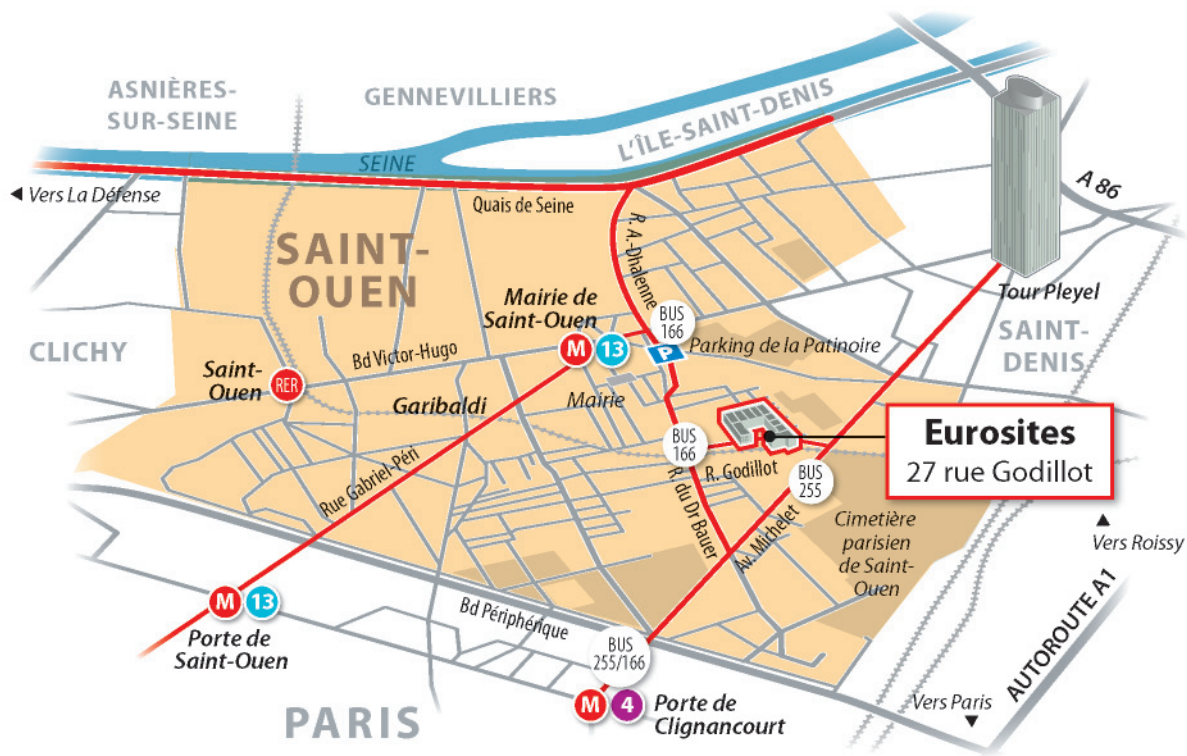 ASNIÈRES-
SUR-SEINE
GENNEVILLIERS
L'ÎLE-SAINT-DENIS
SEINE
A 86
Vers La Défense
Quais de Seine
R. A.-Dhalenne
SAINT-
OUEN
Mairie de
Saint-Ouen
M 13
BUS
166
P
Parking de la Patinoire
Tour Pleyel
SAINT-
DENIS
CLICHY
Bd Victor-Hugo
Saint-
Ouen
RER
Garibaldi
Mairie
Eurosites
27 rue Godillot
P
BUS
166
R. Godillot
BUS
255
Rue Gabriel-Péri
R. du Dr Bauer
Av. Michelet
Cimetière
parisien
de Saint-
Ouen
Vers Roissy
M 13
Porte de
Saint-Ouen
Bd Périphérique
BUS
255/166
M 4
Porte de
Clignancourt
PARIS
Vers Paris
AUTOROUTE A1